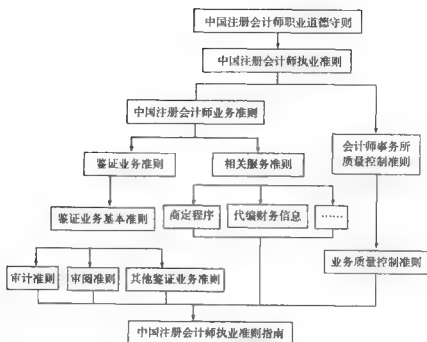 中国注册会计师职业道德守则
中国注册会计师执业准则
中国注册会计师业务准则
会计师事务所
质量控制准则
鉴证业务准则
相关服务准则
鉴证业务基本准则
商定程序
代编财务信息
……
业务质量控制准则
审计准则
审阅准则
其他鉴证业务准则
中国注册会计师执业准则指南